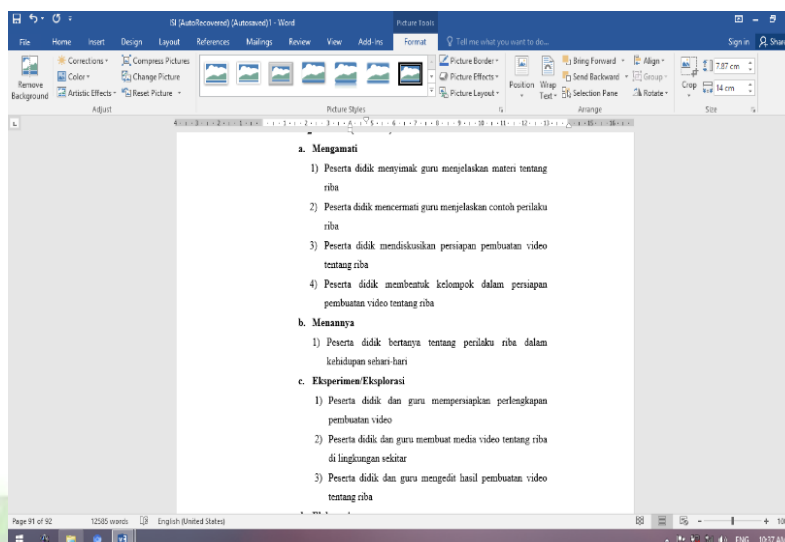 ISI (AutoRecovered) (Autosaved)1 - Word
Picture Tools
File Home Insert Design Layout References Mailings Review View Add-Ins Format Tell me what you want to do... Sign in Share
Remove Background
Corrections
Color
Artistic Effects
Compress Pictures
Change Picture
Reset Picture
Adjust
Picture Styles
Picture Border
Picture Effects
Picture Layout
Position
Wrap Text
Bring Forward
Send Backward
Selection Pane
Align
Group
Rotate
Arrange
Crop
7.87 cm
14 cm
Size
a. Mengamati
1) Peserta didik menyimak guru menjelaskan materi tentang
riba
2) Peserta didik mencermati guru menjelaskan contoh perilaku
riba
3) Peserta didik mendiskusikan persiapan pembuatan video
tentang riba
4) Peserta didik membentuk kelompok dalam persiapan
pembuatan video tentang riba
b. Menannya
1) Peserta didik bertanya tentang perilaku riba dalam
kehidupan sehari-hari
c. Eksperimen/Eksplorasi
1) Peserta didik dan guru mempersiapkan perlengkapan
pembuatan video
2) Peserta didik dan guru membuat media video tentang riba
di lingkungan sekitar
3) Peserta didik dan guru mengedit hasil pembuatan video
tentang riba
Page 91 of 92 12585 words English (United States)
ENG 10:37 AM